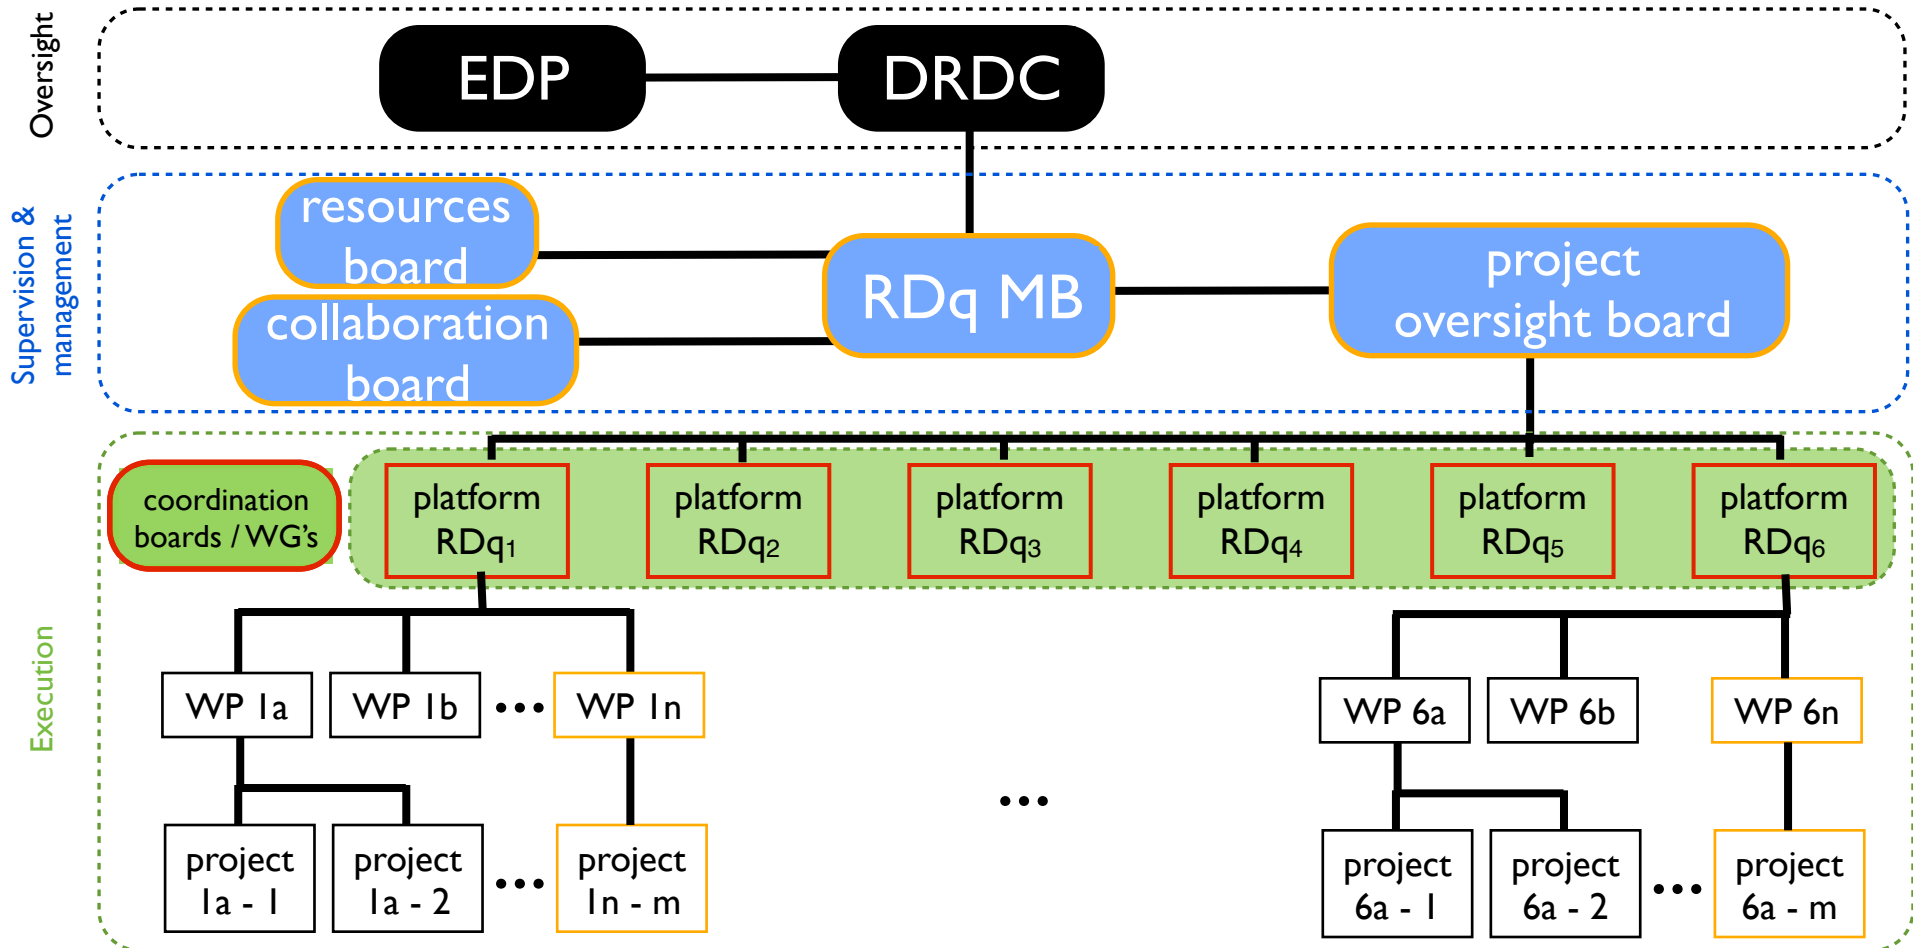 Oversight
EDP
DRDC
Supervision &
management
resources
board
collaboration
board
RDq MB
project
oversight board
Execution
coordination
boards / WG's
platform
RDq1
platform
RDq2
platform
RDq3
platform
RDq4
platform
RDq5
platform
RDq6
WP 1a
WP 1b
...
WP 1n
WP 6a
WP 6b
WP 6n
...
project
1a - 1
project
1a - 2
...
project
1n - m
project
6a - 1
project
6a - 2
...
project
6a - m